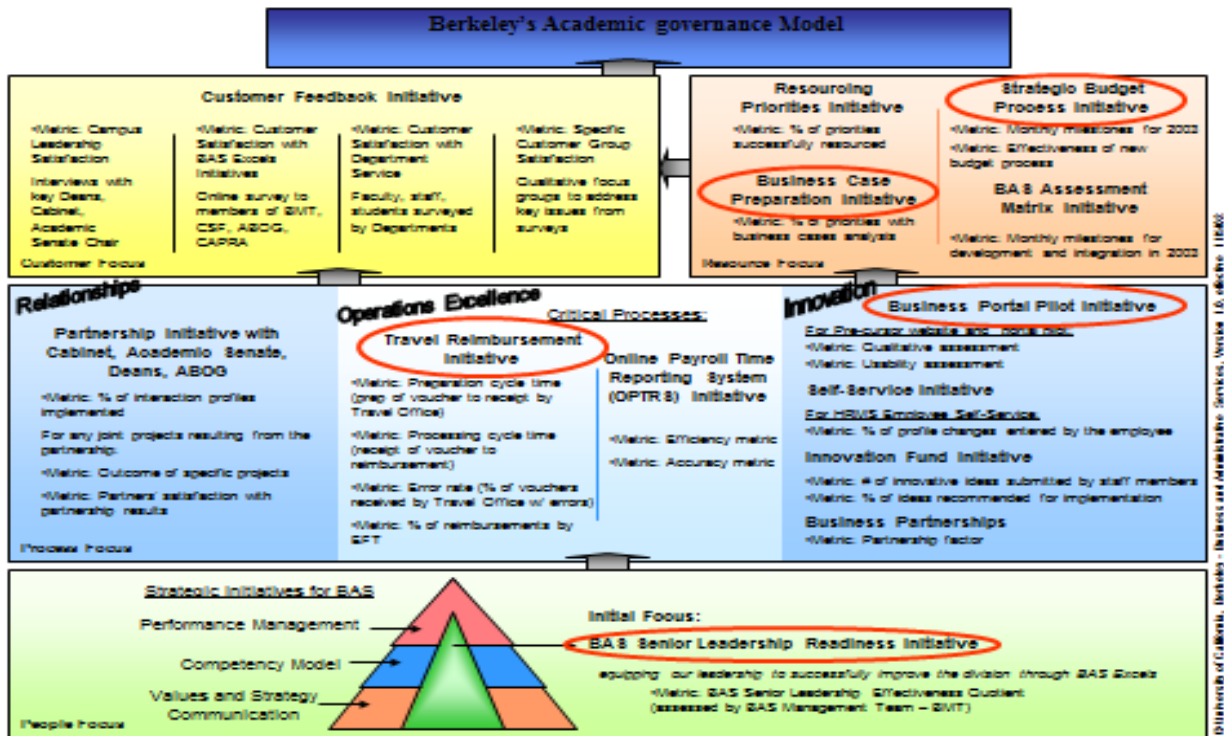 Berkeley's Academic governance Model
Customer Feedback Initiative
•Metric: Campus
Leadership
Satisfaction
Interviews with
key Deans,
Cabinet,
Academic
Senate Chair
Customer Focus
•Metric: Customer
Satisfaction with
BAS Excels
Initiatives
Online survey to
members of BMT,
CSF, ABOG,
CAPRA
•Metric: Customer
Satisfaction with
Department
Service
Faculty, staff,
students surveyed
by Departments
•Metric: Specific
Customer Group
Satisfaction
Qualitative focus
groups to address
key issues from
surveys
Resourcing
Priorities Initiative
•Metric: % of priorities
successfully resourced
Business Case
Preparation Initiative
•Metric: % of priorities with
business cases analysis
Resource Focus
Strategic Budget
Process Initiative
•Metric: Monthly milestones for 2003
•Metric: Effectiveness of new
budget process
BAS Assessment
Matrix Initiative
•Metric: Monthly milestones for
development and integration in 2003
Relationships
Partnership Initiative with
Cabinet, Academic Senate,
Deans, ABOG
•Metric: % of interaction profiles
implemented
For any joint projects resulting from the
partnership:
•Metric: Outcome of specific projects
•Metric: Partners' satisfaction with
partnership results
Process Focus
Operations Excellence
Critical Processes:
Travel Reimbursement
Initiative
•Metric: Preparation cycle time
(prep of voucher to receipt by
Travel Office)
•Metric: Processing cycle time
(receipt of voucher to
reimbursement)
•Metric: Error rate (% of vouchers
received by Travel Office w/ errors)
•Metric: % of reimbursements by
EFT
Online Payroll Time
Reporting System
(OPTRS) Initiative
•Metric: Efficiency metric
•Metric: Accuracy metric
Innovation
Business Portal Pilot Initiative
For Pre-cursor website and Portal Pilot:
•Metric: Qualitative assessment
•Metric: Usability assessment
Self-Service Initiative
For HRMS Employee Self-Service:
•Metric: % of profile changes entered by the employee
Innovation Fund Initiative
•Metric: # of innovative ideas submitted by staff members
•Metric: % of ideas recommended for implementation
Business Partnerships
•Metric: Partnership factor
Strategic Initiatives for BAS
Performance Management
Competency Model
Values and Strategy
Communication
People Focus
Initial Focus:
BAS Senior Leadership Readiness Initiative
equipping our leadership to successfully improve the division through BAS Excels
•Metric: BAS Senior Leadership Effectiveness Quotient
(assessed by BAS Management Team – BMT)
©University of California, Berkeley - Business and Administrative Services, Version 1.6, effective